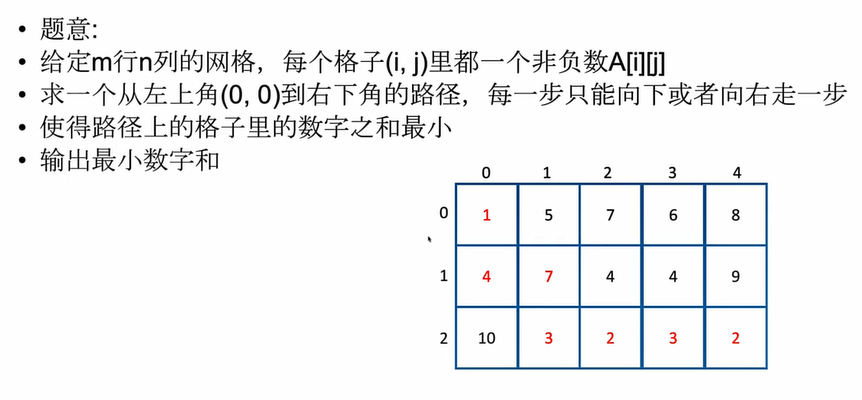 • 题意:
• 给定m行n列的网格，每个格子(i, j)里都一个非负数A[i][j]
• 求一个从左上角(0, 0)到右下角的路径，每一步只能向下或者向右走一步
• 使得路径上的格子里的数字之和最小
• 输出最小数字和
0 1 2 3 4
0 1 5 7 6 8
1 4 7 4 4 9
2 10 3 2 3 2